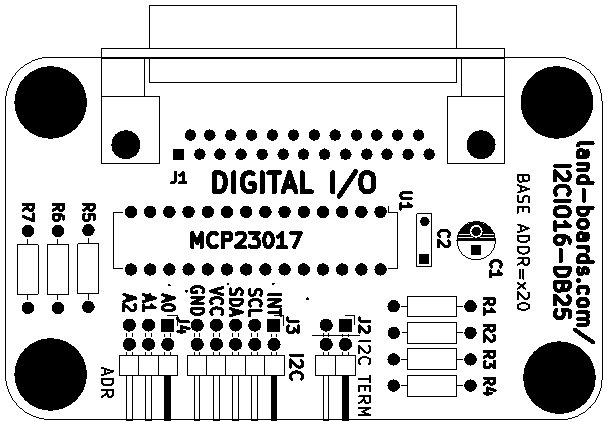 J1
DIGITAL I/O
land-boards.com/
I2CIO16-DB25
BASE ADDR=x20
U1
MCP23017
C2
C1
R7
R6
R5
A2
A1
A0
J4
GND
VCC
SDA
SCL
INT
J3
I2C
J2
I2C TERM
ADR
R1
R2
R3
R4